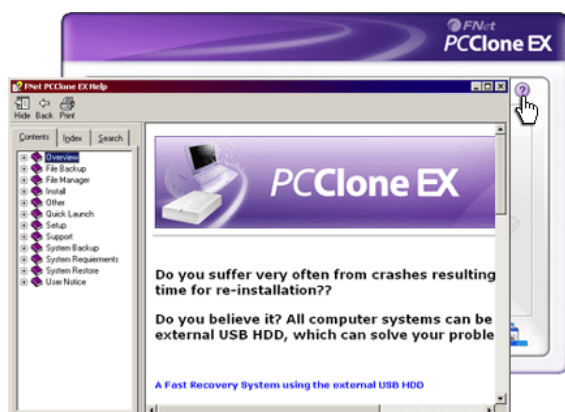 FNet
PCClone EX
FNet PCClone EX Help
Hide Back Print
Contents Index Search
Overview
File Backup
File Manager
Install
Other
Quick Launch
Setup
Support
System Backup
System Requierments
System Restore
User Notice
PCClone EX
Do you suffer very often from crashes resulting
time for re-installation??
Do you believe it? All computer systems can be
external USB HDD, which can solve your proble
A Fast Recovery System using the external USB HDD